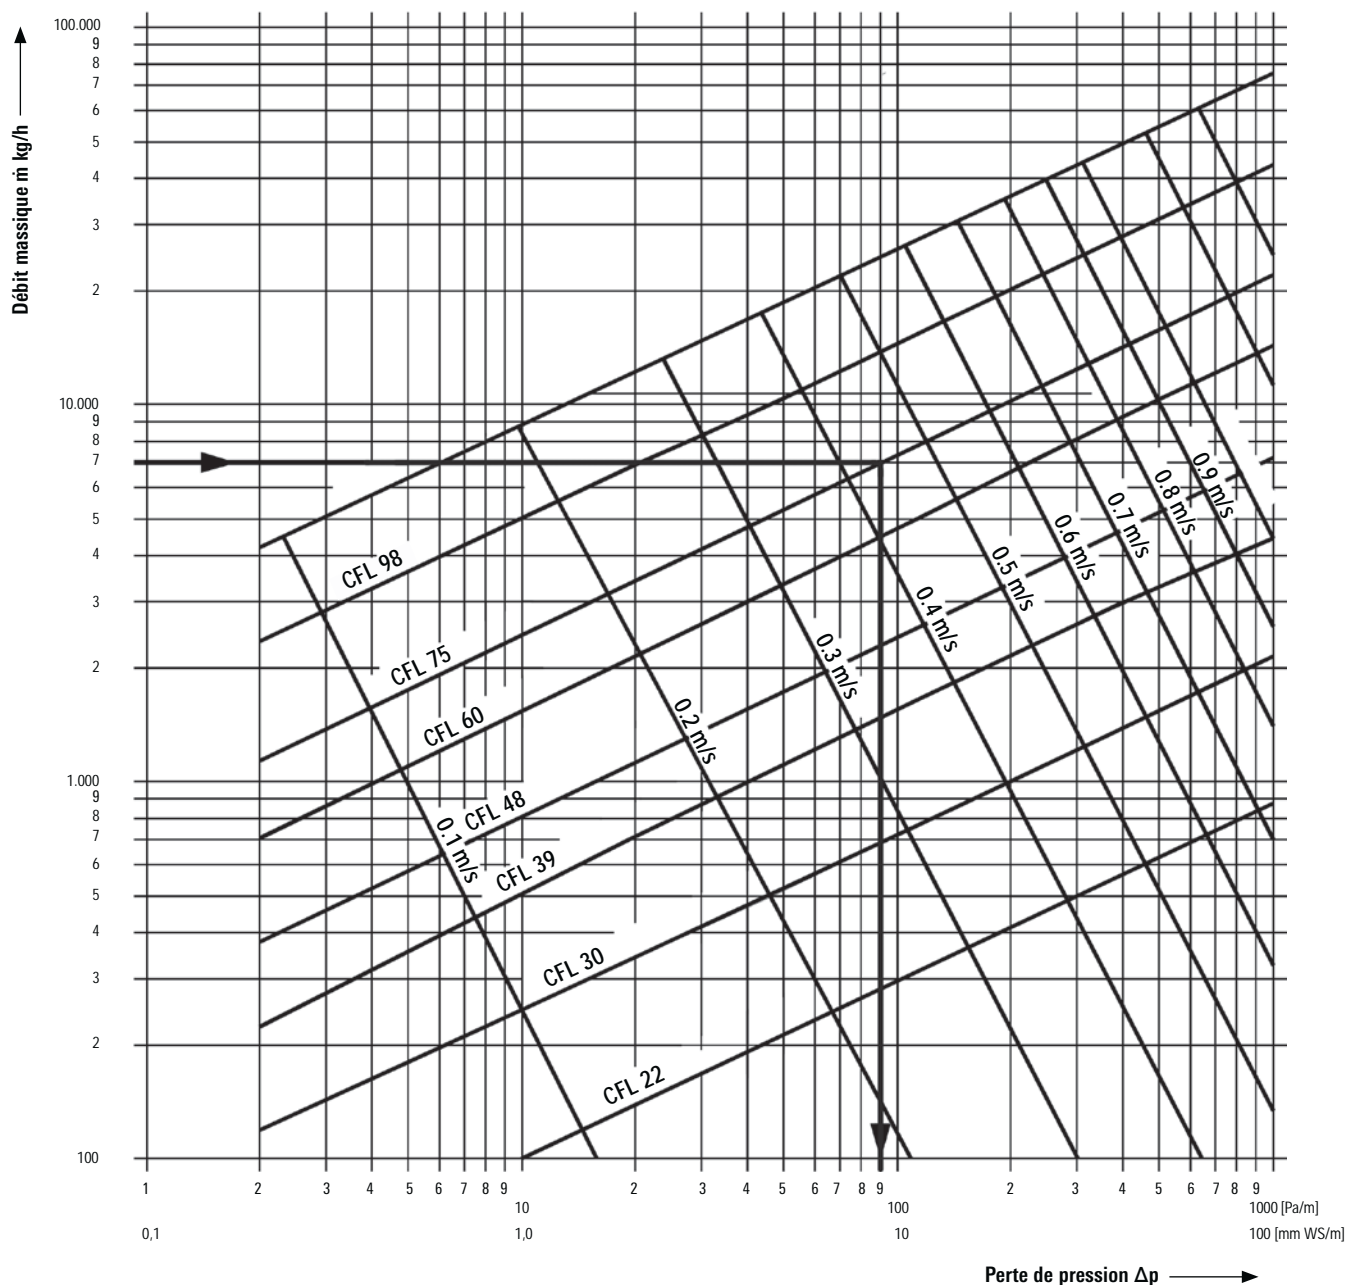 100.000
9
8
7
6
5
4
3
2
10.000
9
8
7
6
5
4
3
2
1.000
9
8
7
6
5
4
3
2
100
Débit massique ṁ kg/h
CFL 98
CFL 75
CFL 60
CFL 48
CFL 39
CFL 30
CFL 22
0.1 m/s
0.2 m/s
0.3 m/s
0.4 m/s
0.5 m/s
0.6 m/s
0.7 m/s
0.8 m/s
0.9 m/s
1 2 3 4 5 6 7 8 9 2 3 4 5 6 7 8 9 2 3 4 5 6 7 8 9
10 100 1000 [Pa/m]
0,1 1,0 10 100 [mm WS/m]
Perte de pression Δp